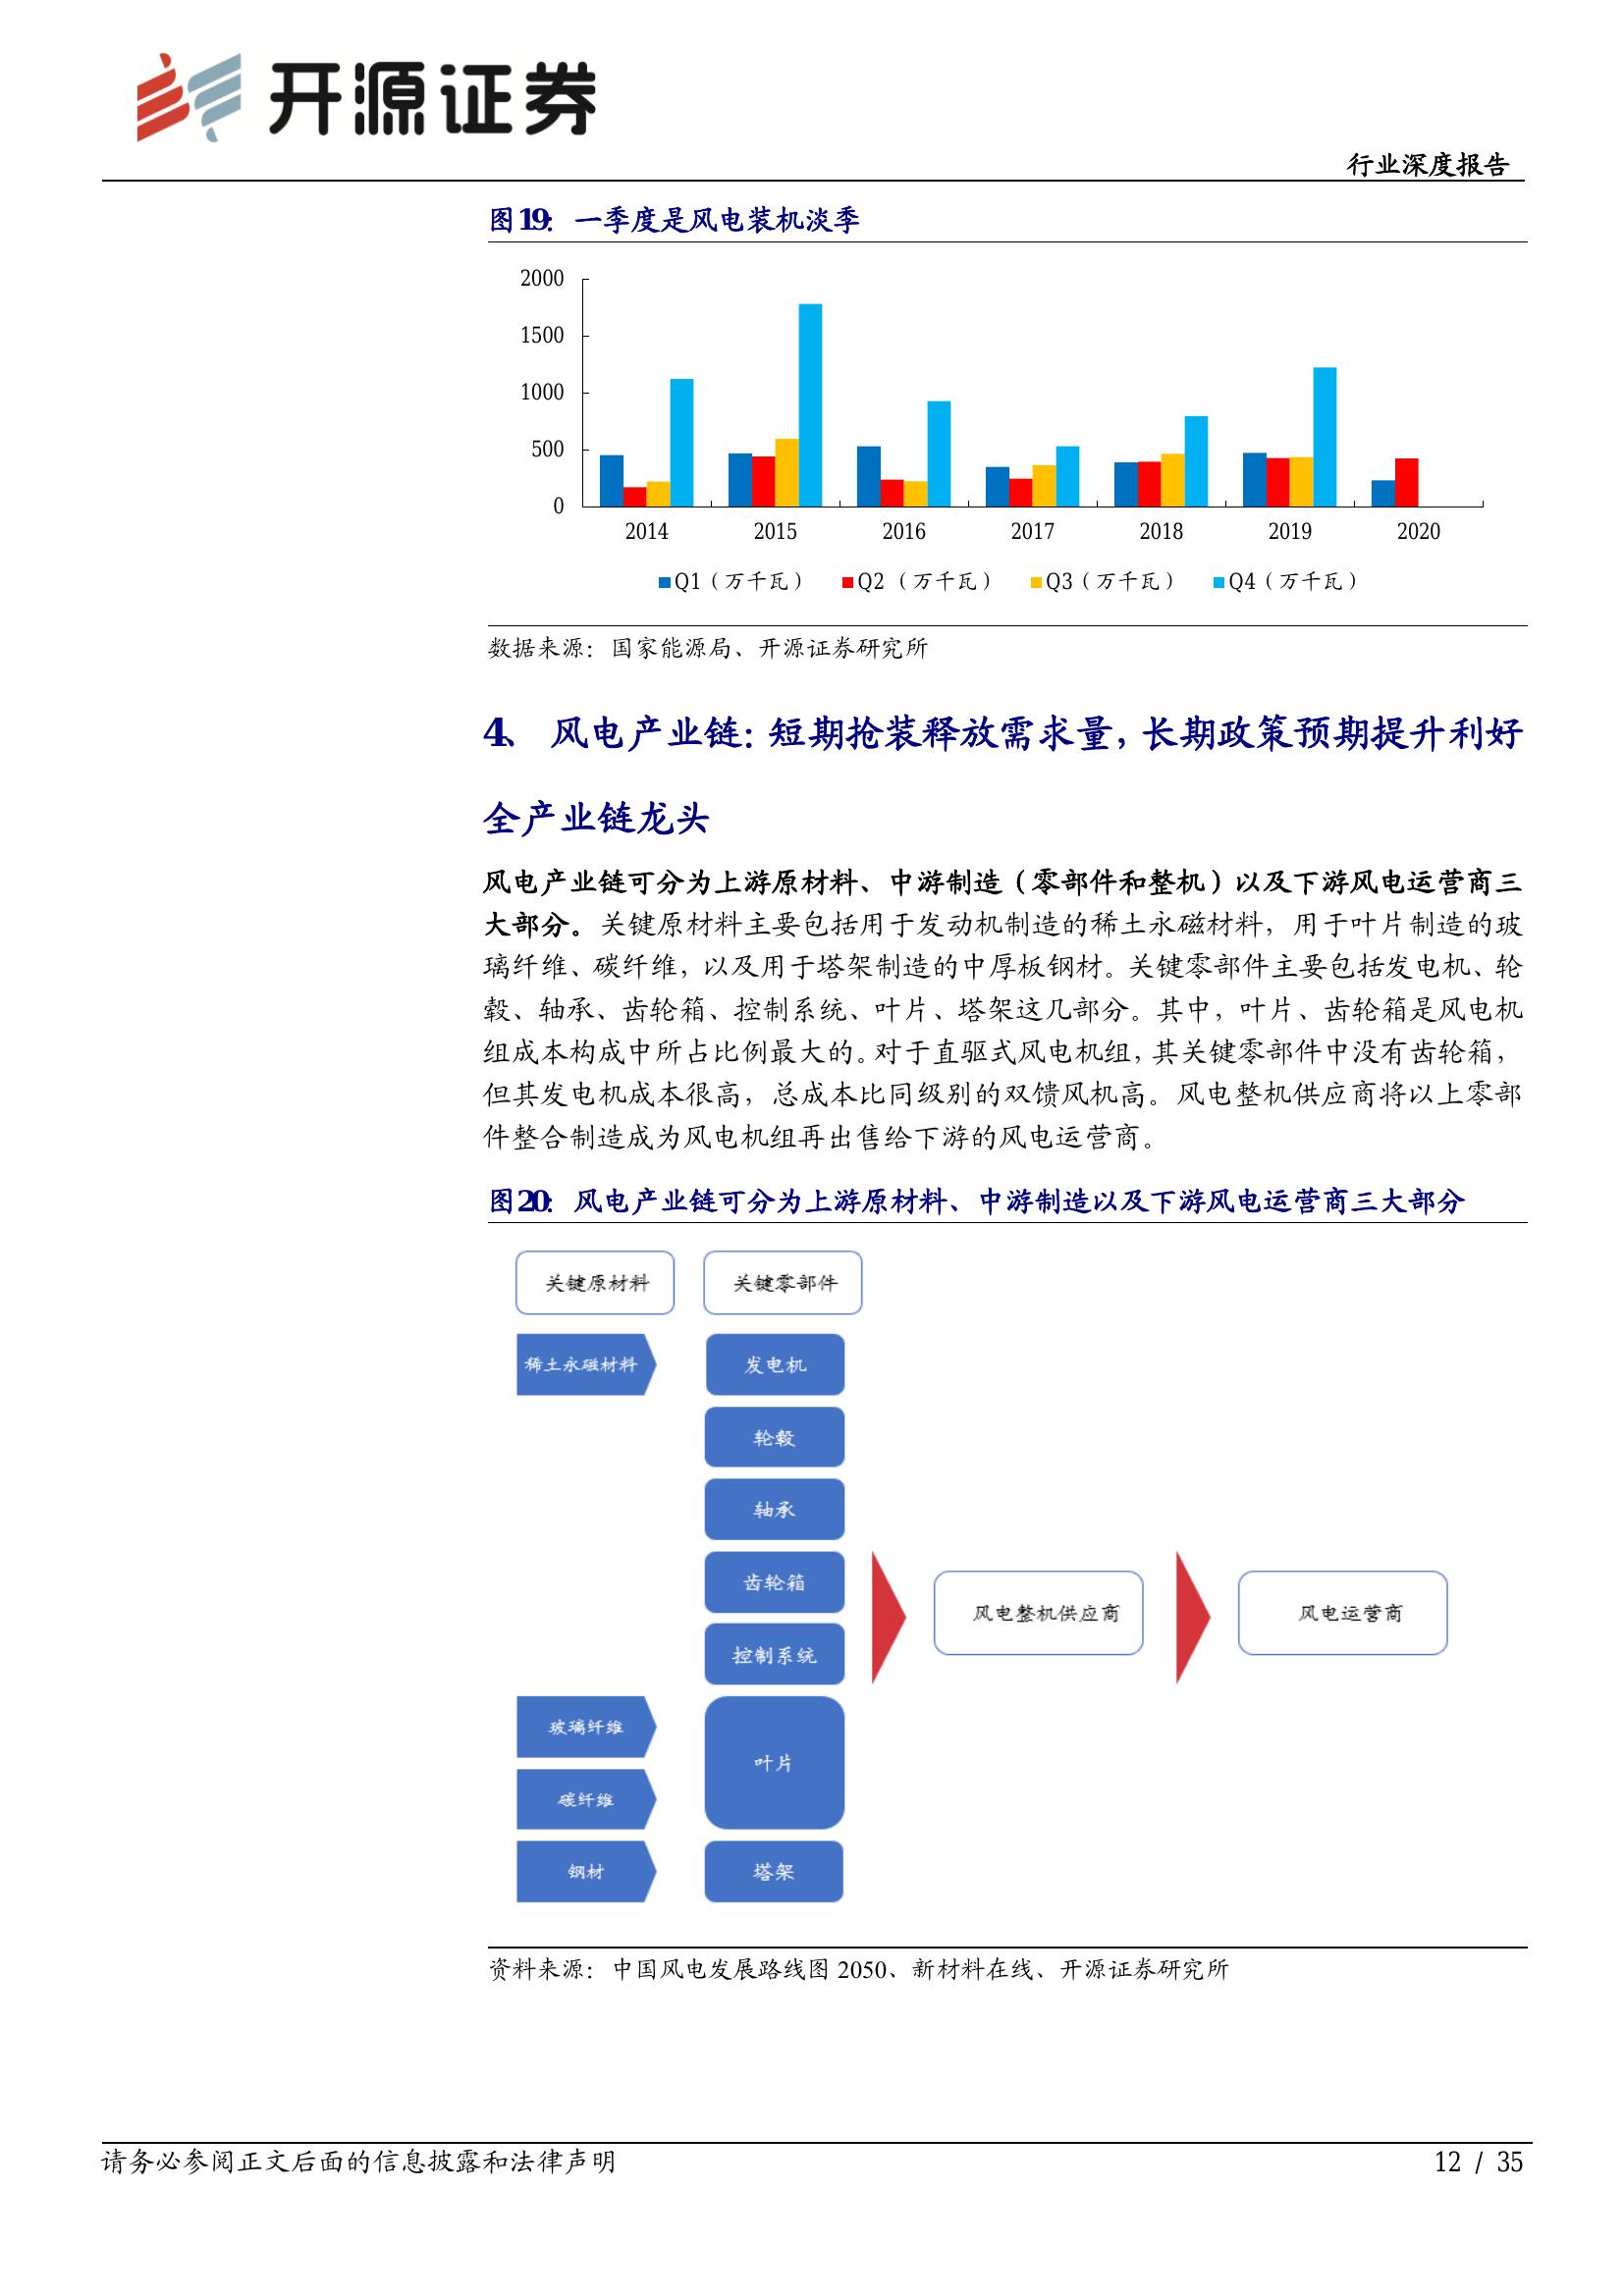 开源证券
行业深度报告
图19： 一季度是风电装机淡季
2000
1500
1000
500
0
2014 2015 2016 2017 2018 2019 2020
Q1（万千瓦） Q2（万千瓦） Q3（万千瓦） Q4（万千瓦）
数据来源：国家能源局、开源证券研究所
4、 风电产业链：短期抢装释放需求量，长期政策预期提升利好
全产业链龙头
风电产业链可分为上游原材料、中游制造（零部件和整机）以及下游风电运营商三
大部分。关键原材料主要包括用于发动机制造的稀土永磁材料，用于叶片制造的玻
璃纤维、碳纤维，以及用于塔架制造的中厚板钢材。关键零部件主要包括发电机、轮
毂、轴承、齿轮箱、控制系统、叶片、塔架这几部分。其中，叶片、齿轮箱是风电机
组成本构成中所占比例最大的。对于直驱式风电机组，其关键零部件中没有齿轮箱，
但其发电机成本很高，总成本比同级别的双馈风机高。风电整机供应商将以上零部
件整合制造成为风电机组再出售给下游的风电运营商。
图20： 风电产业链可分为上游原材料、中游制造以及下游风电运营商三大部分
关键原材料 关键零部件
稀土永磁材料 发电机
轮毂
轴承
齿轮箱
风电整机供应商 风电运营商
控制系统
玻璃纤维
叶片
碳纤维
钢材 塔架
资料来源：中国风电发展路线图 2050、新材料在线、开源证券研究所
请务必参阅正文后面的信息披露和法律声明 12 / 35